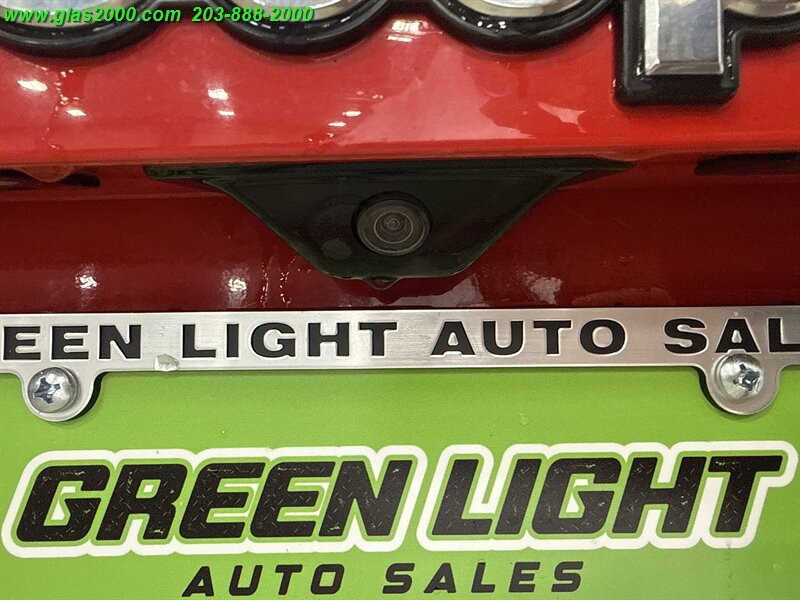 www.glas2000.com 203-888-2000
EEN LIGHT AUTO SAL
GREEN LIGHT
AUTO SALES